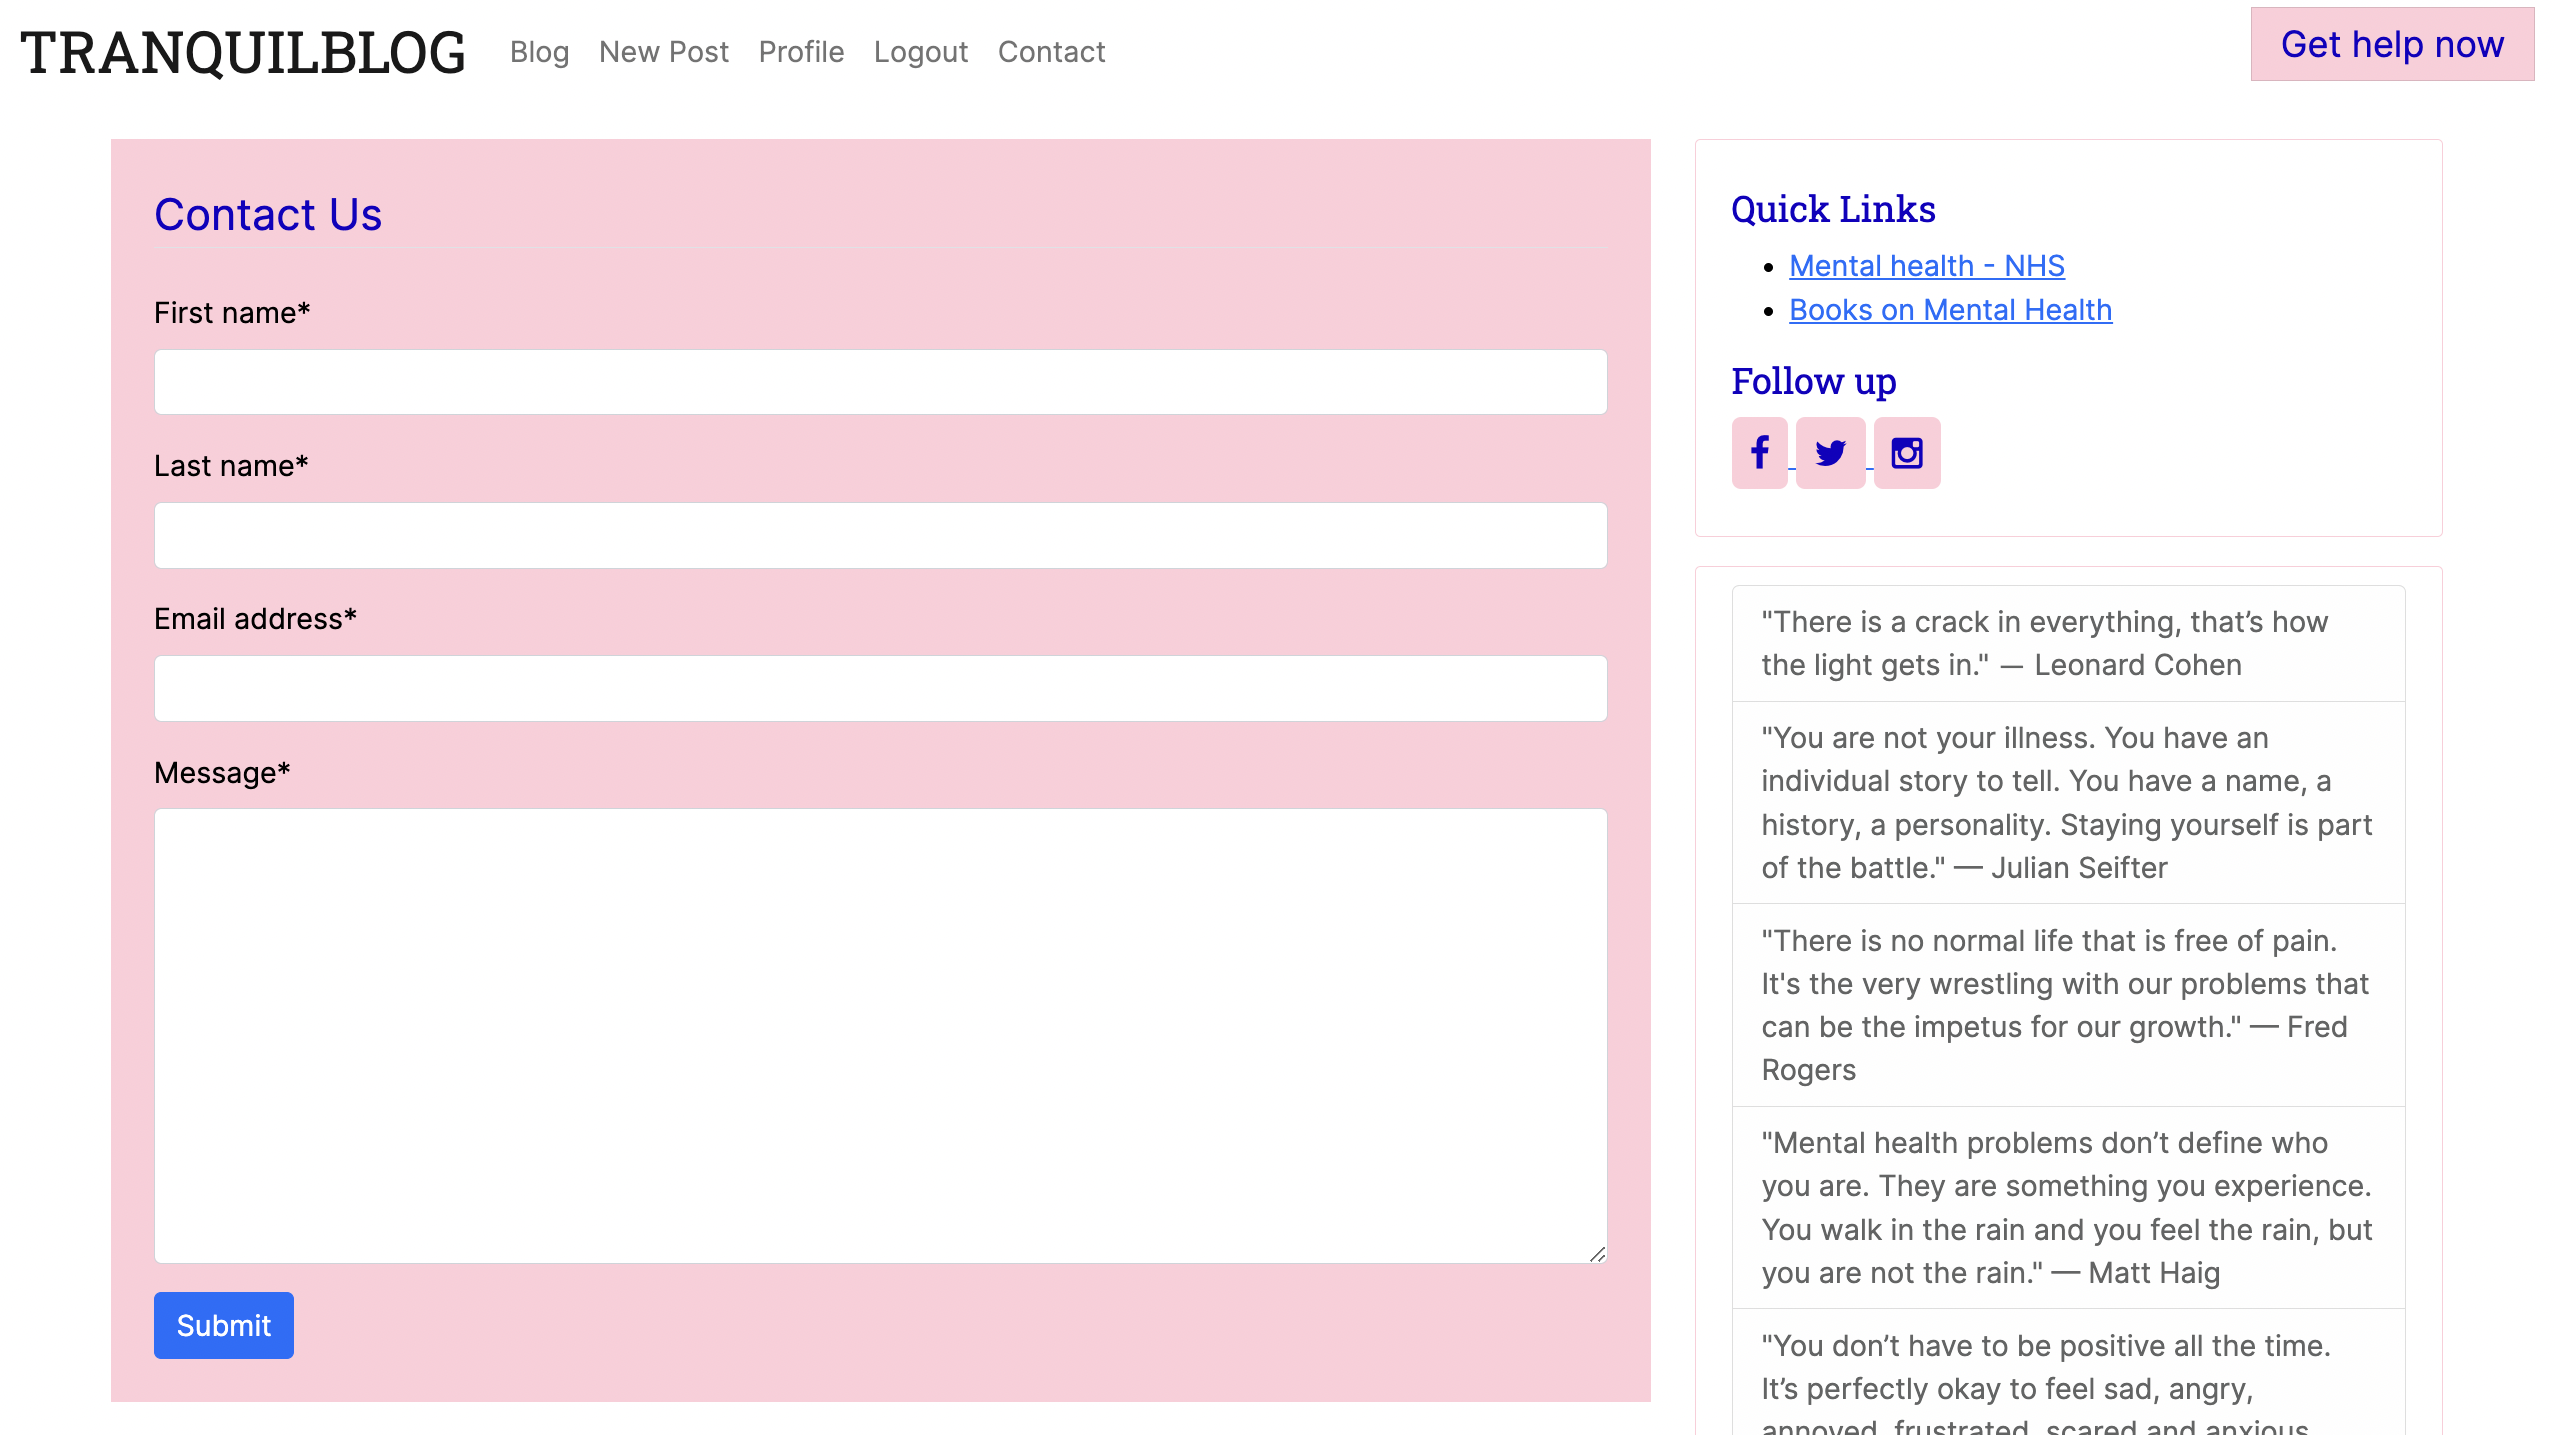 TRANQUILBLOG
Blog New Post Profile Logout Contact
Get help now
Contact Us
First name*
Last name*
Email address*
Message*
Submit
Quick Links
Mental health - NHS
Books on Mental Health
Follow up
"There is a crack in everything, that’s how
the light gets in." — Leonard Cohen
"You are not your illness. You have an
individual story to tell. You have a name, a
history, a personality. Staying yourself is part
of the battle." — Julian Seifter
"There is no normal life that is free of pain.
It's the very wrestling with our problems that
can be the impetus for our growth." — Fred
Rogers
"Mental health problems don’t define who
you are. They are something you experience.
You walk in the rain and you feel the rain, but
you are not the rain." — Matt Haig
"You don’t have to be positive all the time.
It’s perfectly okay to feel sad, angry,
annoyed, frustrated, scared and anxious